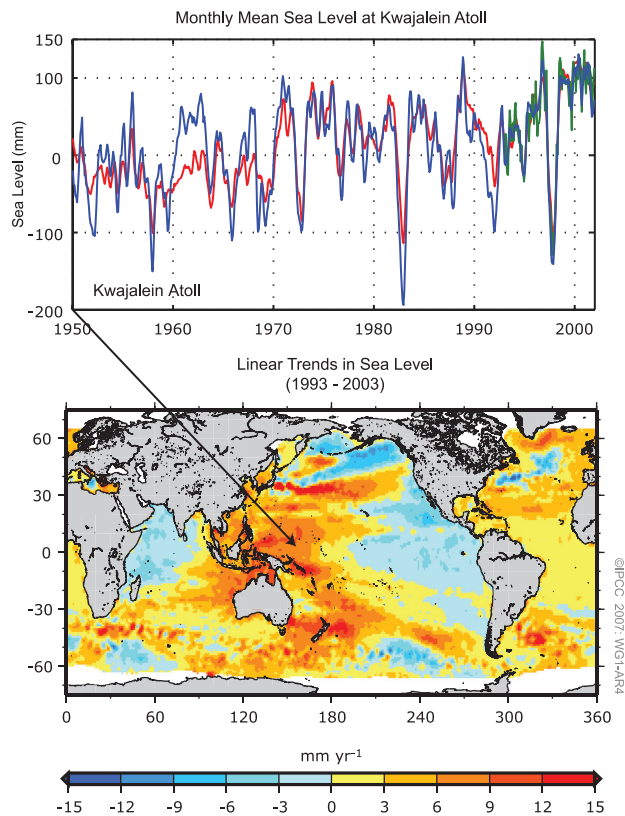 Monthly Mean Sea Level at Kwajalein Atoll
150
100
0
-100
-200
Sea Level (mm)
Kwajalein Atoll
1950 1960 1970 1980 1990 2000
Linear Trends in Sea Level
(1993 - 2003)
60
30
0
-30
-60
0 60 120 180 240 300 360
©IPCC 2007: WG1-AR4
mm yr⁻¹
-15 -12 -9 -6 -3 0 3 6 9 12 15